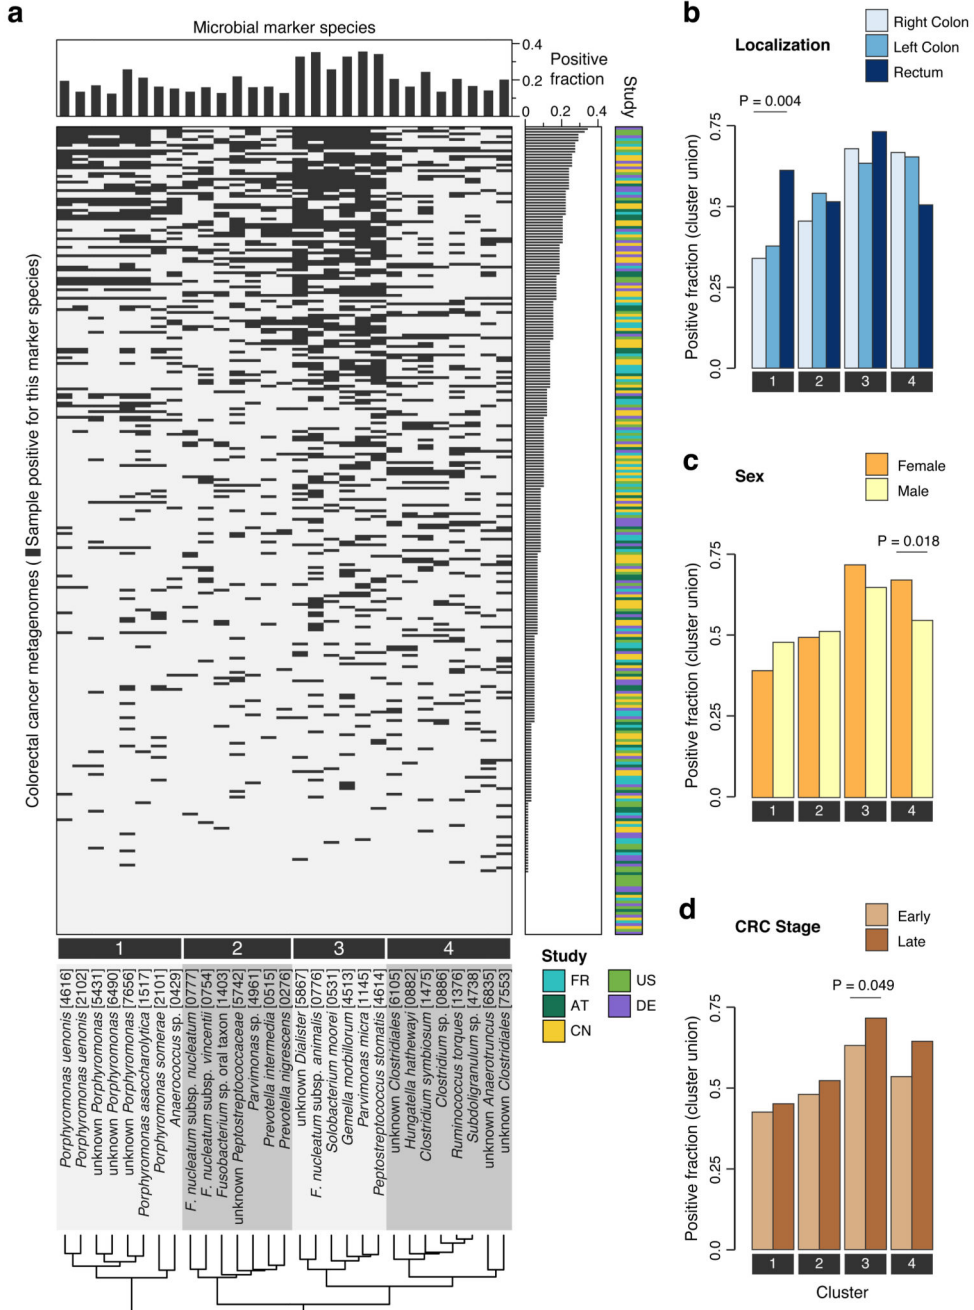 a
Microbial marker species
0.4
0.2
0
Positive
fraction
0.2
0.4
Study
Colorectal cancer metagenomes ( Sample positive for this marker species)
1
2
3
4
Porphyromonas uenonis [4616]
Porphyromonas uenonis [2102]
unknown Porphyromonas [5431]
unknown Porphyromonas [6490]
unknown Porphyromonas [7656]
Porphyromonas asaccharolytica [1517]
Porphyromonas somerae [2101]
Anaerococcus sp. [0429]
F. nucleatum subsp. nucleatum [0777]
F. nucleatum subsp. vincentii [0754]
Fusobacterium sp. oral taxon [1403]
unknown Peptostreptococcaceae [5742]
Parvimonas sp. [4961]
Prevotella intermedia [0515]
Prevotella nigrescens [0276]
unknown Dialister [5867]
F. nucleatum subsp. animalis [0776]
Solobacterium moorei [0531]
Gemella morbillorum [4513]
Parvimonas micra [1145]
Peptostreptococcus stomatis [4614]
unknown Clostridiales [6105]
Hungatella hathewayi [0882]
Clostridium symbiosum [1475]
Clostridium sp. [0886]
Ruminococcus torques [1376]
Subdoligranulum sp. [4738]
unknown Anaerotruncus [6835]
unknown Clostridiales [7553]
Study
FR
US
AT
DE
CN
b
Localization
Right Colon
Left Colon
Rectum
P = 0.004
Positive fraction (cluster union)
0.75
0.5
0.25
0.0
1
2
3
4
c
Sex
Female
Male
P = 0.018
Positive fraction (cluster union)
0.75
0.5
0.25
0.0
1
2
3
4
d
CRC Stage
Early
Late
P = 0.049
Positive fraction (cluster union)
0.75
0.5
0.25
0.0
1
2
3
4
Cluster